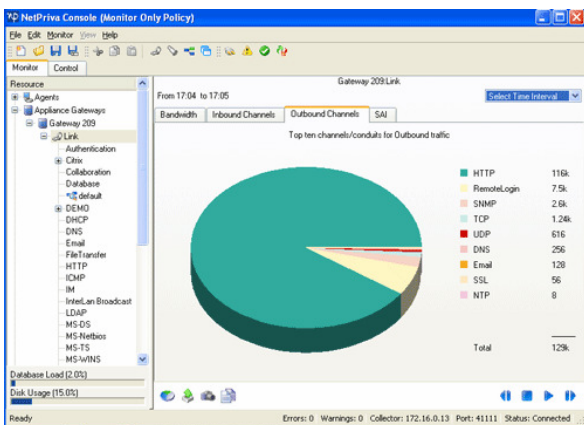 NetPriva Console (Monitor Only Policy)
File Edit Monitor View Help
Monitor Control
Resource
Agents
Appliance Gateways
Gateway 209
Link
Authentication
Citrix
Collaboration
Database
default
DEMO
DHCP
DNS
Email
FileTransfer
HTTP
ICMP
IM
InterLan Broadcast
LDAP
MS-DS
MS-Netbios
MS-TS
MS-WINS
Database Load (2.0%)
Disk Usage (15.0%)
Gateway 209:Link
From 17:04 to 17:05
Select Time Interval
Bandwidth Inbound Channels Outbound Channels SAI
Top ten channels/conduits for Outbound traffic
HTTP 116k
RemoteLogin 7.5k
SNMP 2.6k
TCP 1.24k
UDP 616
DNS 256
Email 128
SSL 56
NTP 8
Total 129k
Ready Errors: 0 Warnings: 0 Collector: 172.16.0.13 Port: 41111 Status: Connected